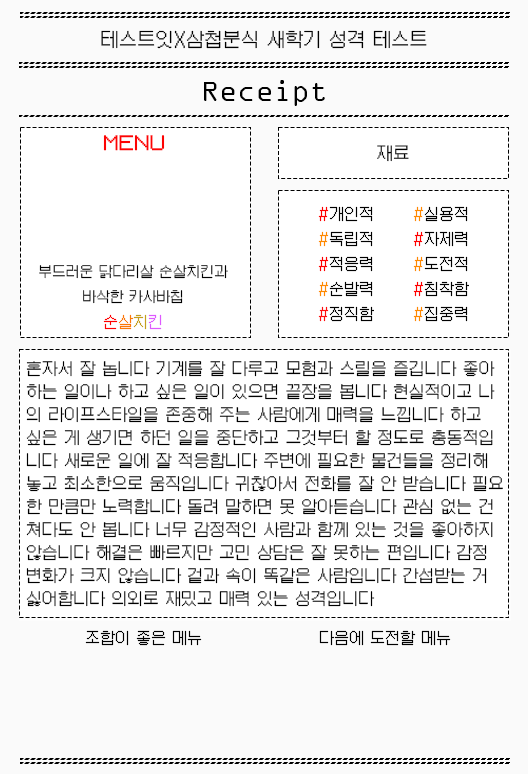 테스트잇X삼첩분식 새학기 성격 테스트
Receipt
MENU
부드러운 닭다리살 순살치킨과
바삭한 카사바칩
순살치킨
재료
#개인적 #실용적
#독립적 #자제력
#적응력 #도전적
#순발력 #침착함
#정직함 #집중력
혼자서 잘 놉니다 기계를 잘 다루고 모험과 스릴을 즐깁니다 좋아
하는 일이나 하고 싶은 일이 있으면 끝장을 봅니다 현실적이고 나
의 라이프스타일을 존중해 주는 사람에게 매력을 느낍니다 하고
싶은 게 생기면 하던 일을 중단하고 그것부터 할 정도로 충동적입
니다 새로운 일에 잘 적응합니다 주변에 필요한 물건들을 정리해
놓고 최소한으로 움직입니다 귀찮아서 전화를 잘 안 받습니다 필요
한 만큼만 노력합니다 돌려 말하면 못 알아듣습니다 관심 없는 건
쳐다도 안 봅니다 너무 감정적인 사람과 함께 있는 것을 좋아하지
않습니다 해결은 빠르지만 고민 상담은 잘 못하는 편입니다 감정
변화가 크지 않습니다 겉과 속이 똑같은 사람입니다 간섭받는 거
싫어합니다 의외로 재밌고 매력 있는 성격입니다
조합이 좋은 메뉴
다음에 도전할 메뉴